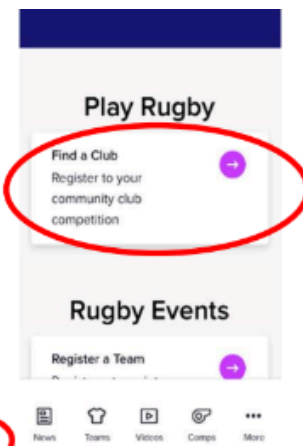 Play Rugby
Find a Club
Register to your
community club
competition
Rugby Events
Register a Team
News Teams Videos Comps More